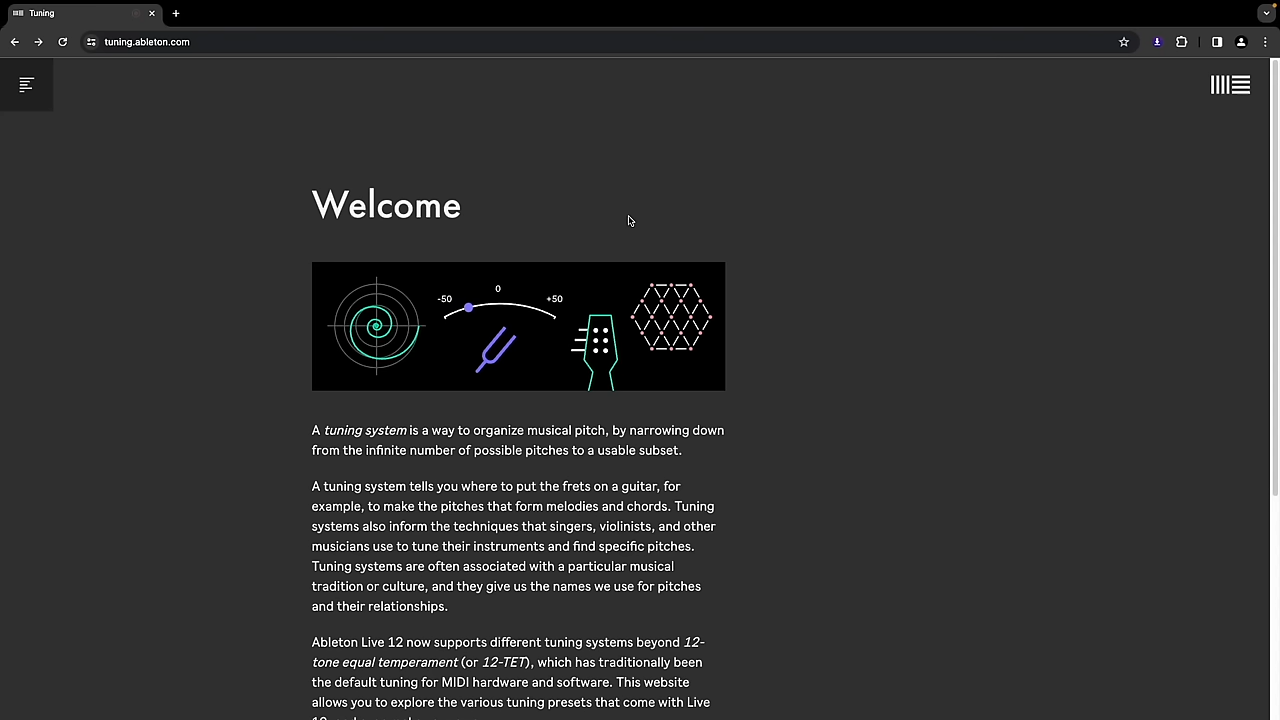 Tuning
tuning.ableton.com
Welcome
-50
0
+50
A tuning system is a way to organize musical pitch, by narrowing down
from the infinite number of possible pitches to a usable subset.
A tuning system tells you where to put the frets on a guitar, for
example, to make the pitches that form melodies and chords. Tuning
systems also inform the techniques that singers, violinists, and other
musicians use to tune their instruments and find specific pitches.
Tuning systems are often associated with a particular musical
tradition or culture, and they give us the names we use for pitches
and their relationships.
Ableton Live 12 now supports different tuning systems beyond 12-
tone equal temperament (or 12-TET), which has traditionally been
the default tuning for MIDI hardware and software. This website
allows you to explore the various tuning presets that come with Live